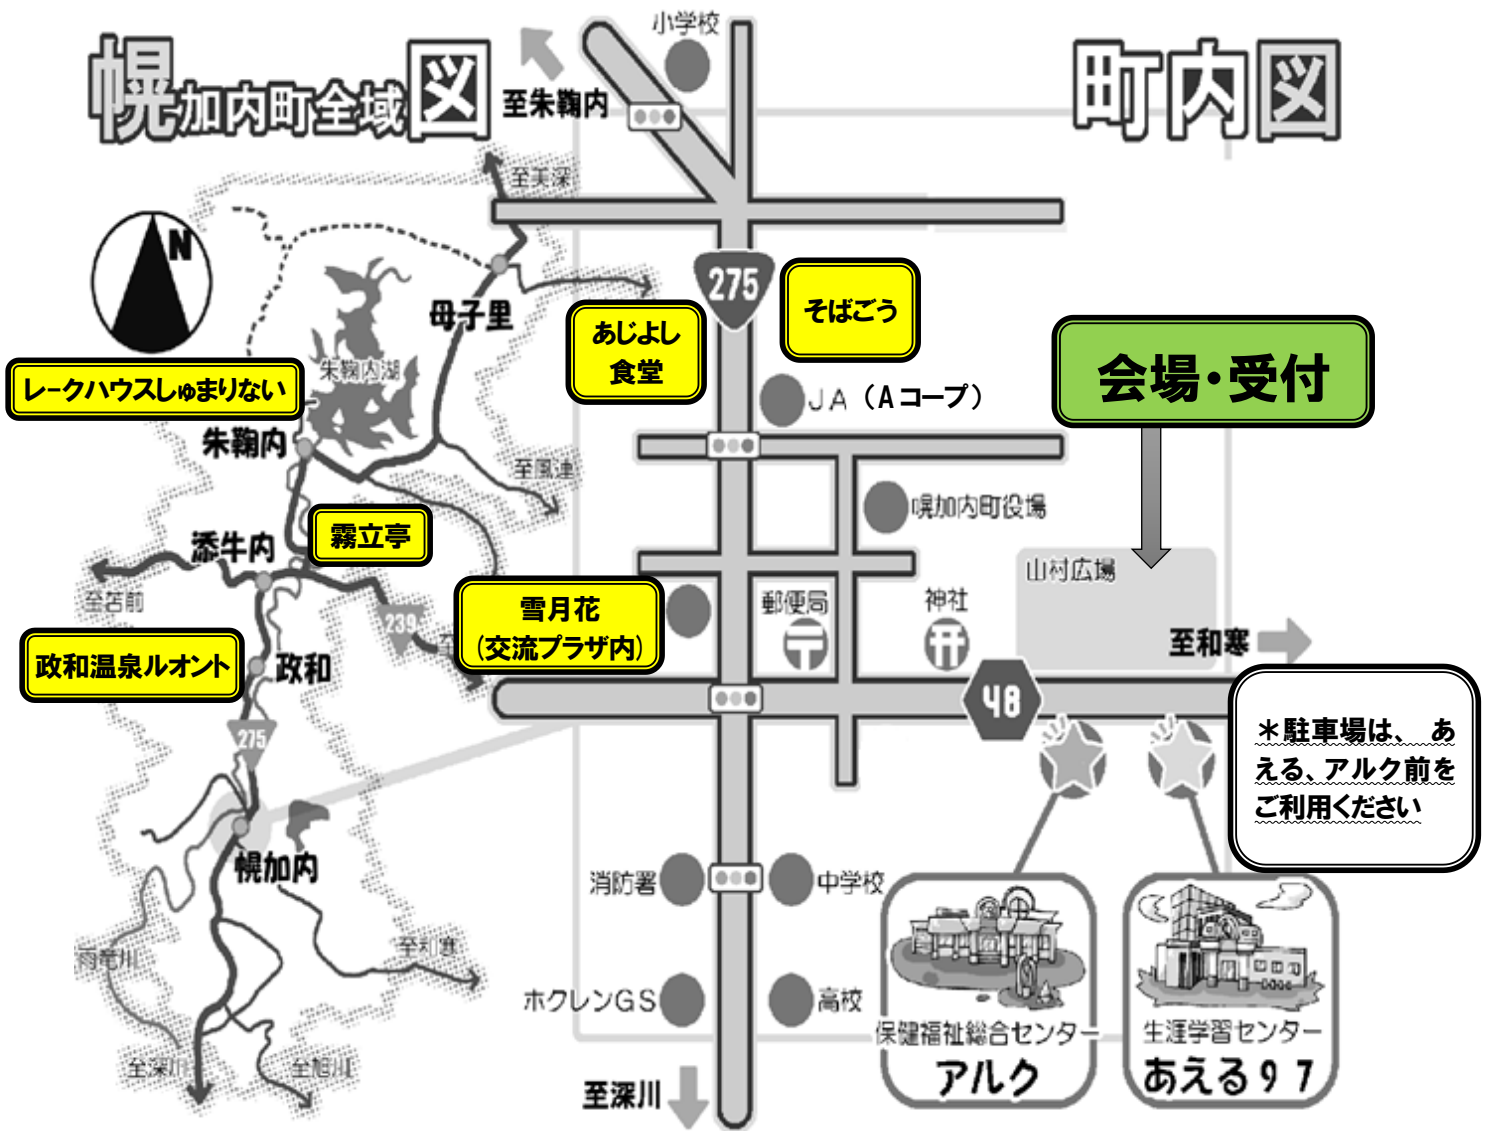 幌加内町全域図
町内図
小学校
至朱鞠内
至美深
N
275
そばごう
母子里
あじよし
食堂
会場・受付
レークハウスしゅまりない
朱鞠内湖
JA（Aコープ）
朱鞠内
至風連
幌加内町役場
霧立亭
添牛内
山村広場
至苫前
雪月花
(交流プラザ内)
郵便局
神社
239
至和寒
政和温泉ルオント
政和
48
275
＊駐車場は、 あ
える、アルク前を
ご利用ください
幌加内
消防署
中学校
雨竜川
至和寒
ホクレンGS
高校
保健福祉総合センター
アルク
生涯学習センター
あえる97
至深川
至旭川
至深川